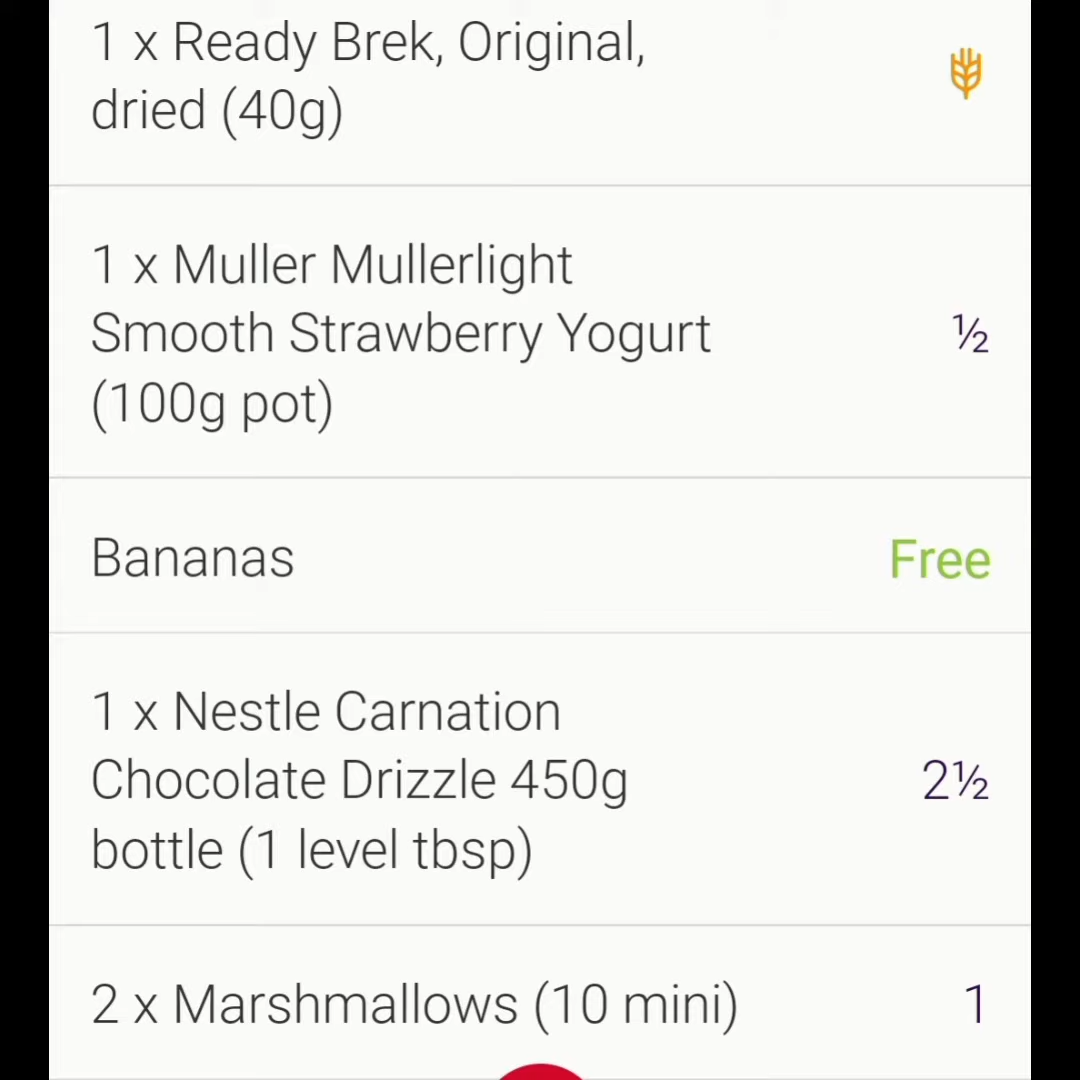 1 x Ready Brek, Original,
dried (40g)
1 x Muller Mullerlight
Smooth Strawberry Yogurt
(100g pot)
½
Bananas
Free
1 x Nestle Carnation
Chocolate Drizzle 450g
bottle (1 level tbsp)
2½
2 x Marshmallows (10 mini)
1